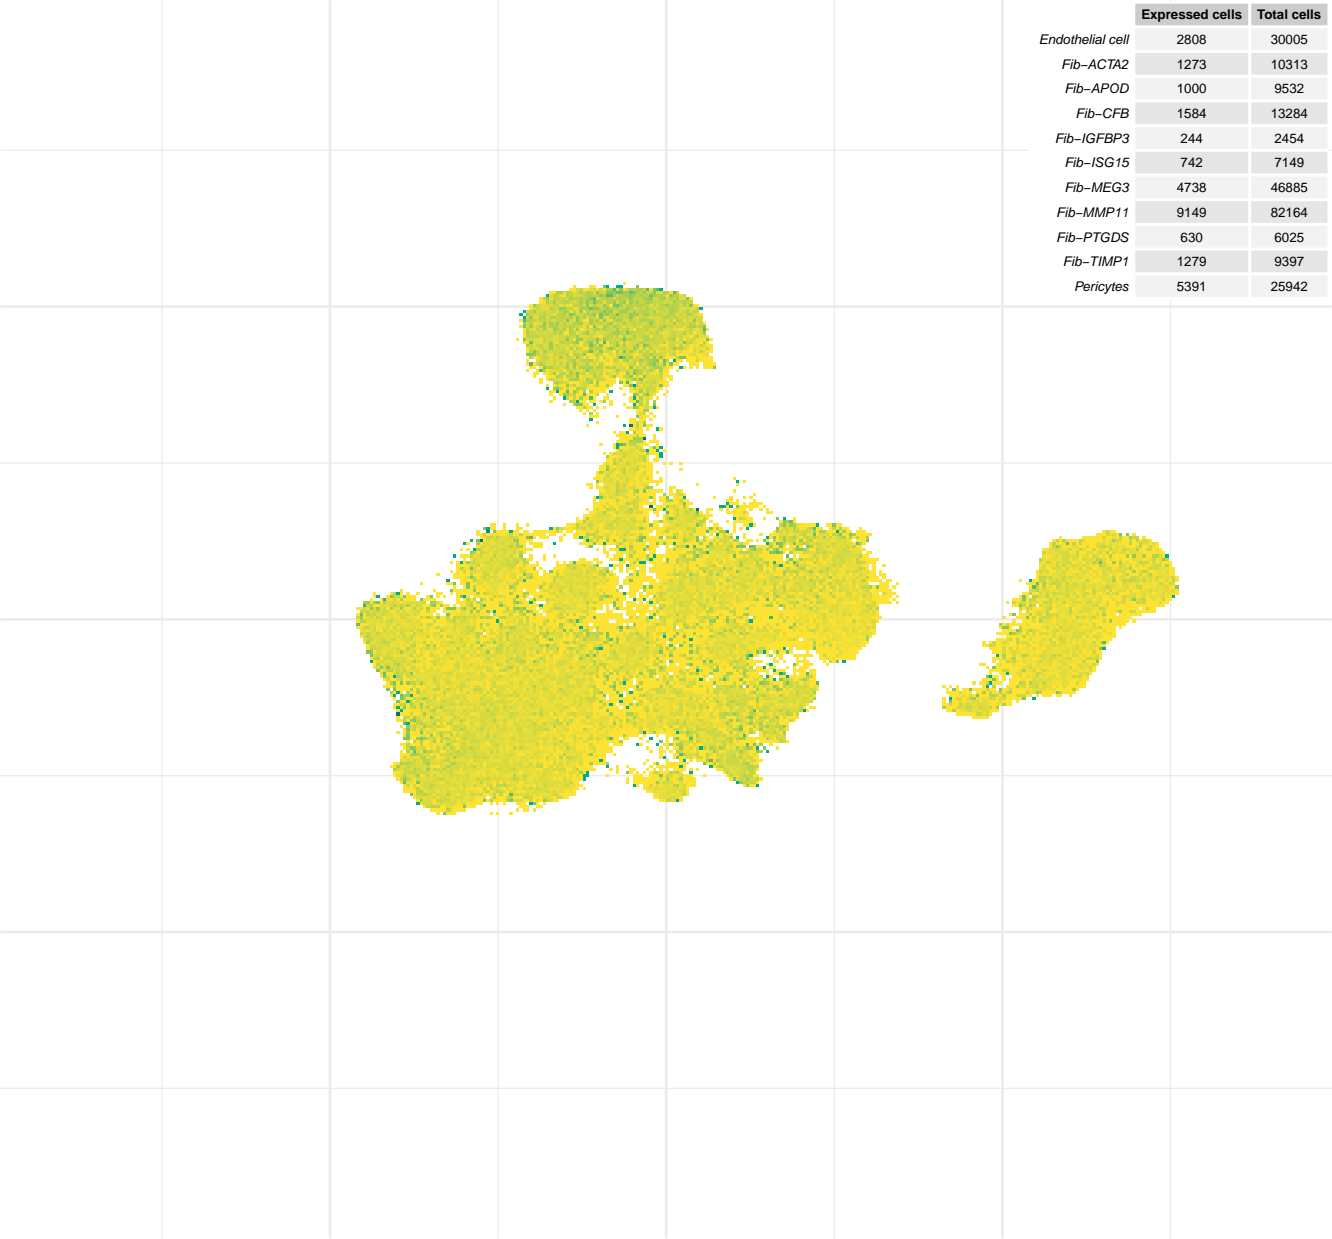 Expressed cells Total cells
Endothelial cell 2808 30005
Fib−ACTA2 1273 10313
Fib−APOD 1000 9532
Fib−CFB 1584 13284
Fib−IGFBP3 244 2454
Fib−ISG15 742 7149
Fib−MEG3 4738 46885
Fib−MMP11 9149 82164
Fib−PTGDS 630 6025
Fib−TIMP1 1279 9397
Pericytes 5391 25942